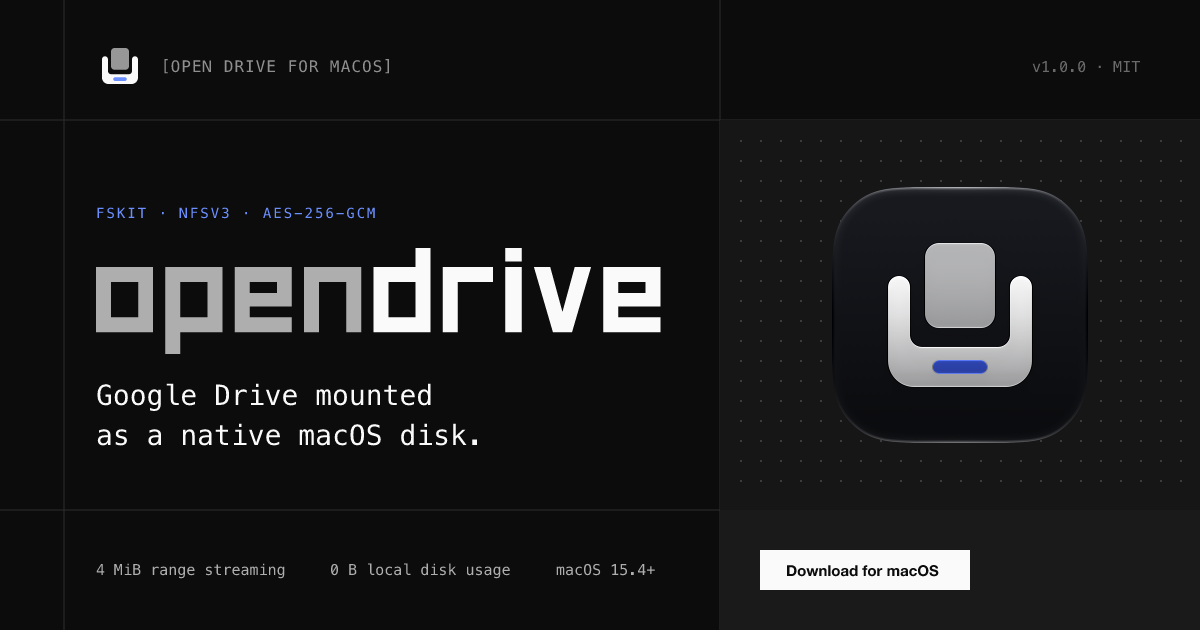 [OPEN DRIVE FOR MACOS]
v1.0.0 · MIT
FSKIT · NFSV3 · AES-256-GCM
opendrive
Google Drive mounted
as a native macOS disk.
4 MiB range streaming
0 B local disk usage
macOS 15.4+
Download for macOS